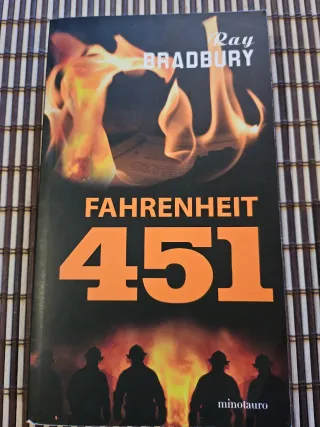 Ray
BRADBURY
FAHRENHEIT
451
minotauro